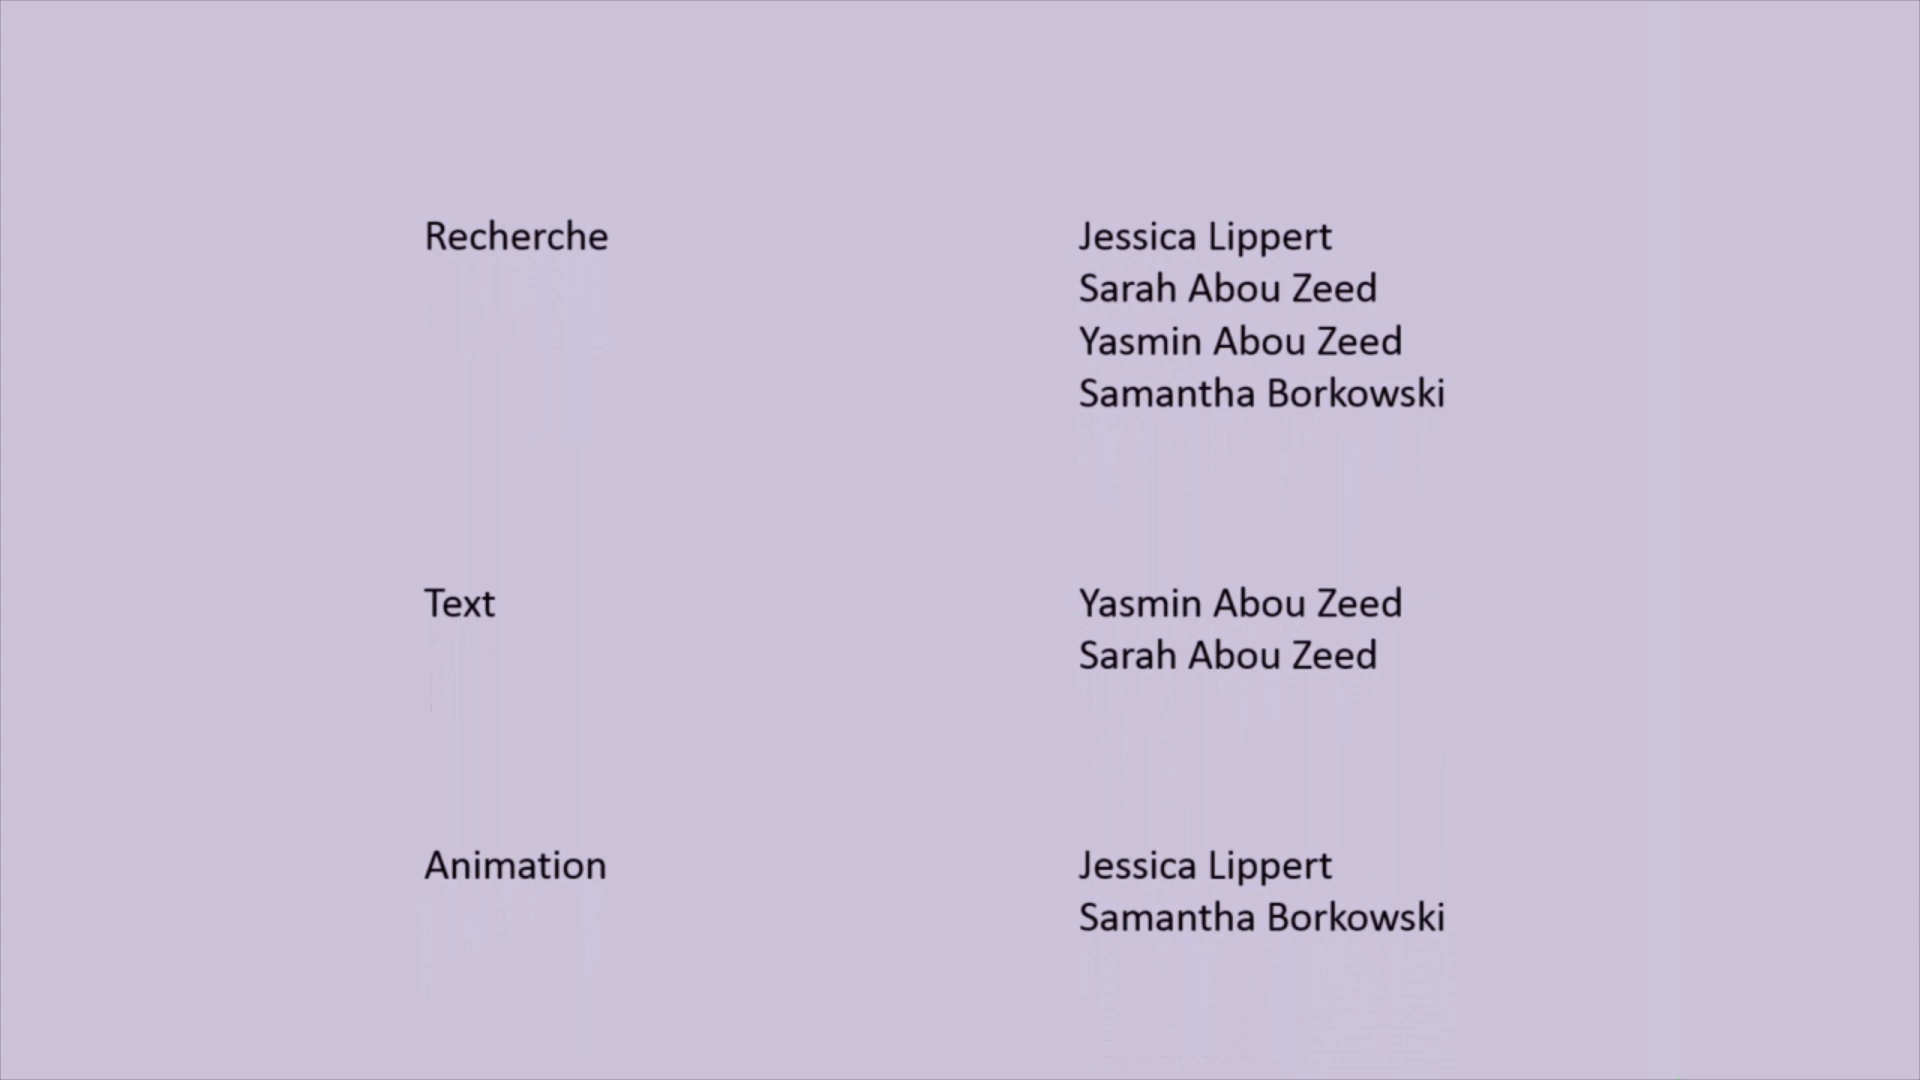 Recherche
Jessica Lippert
Sarah Abou Zeed
Yasmin Abou Zeed
Samantha Borkowski
Text
Yasmin Abou Zeed
Sarah Abou Zeed
Animation
Jessica Lippert
Samantha Borkowski